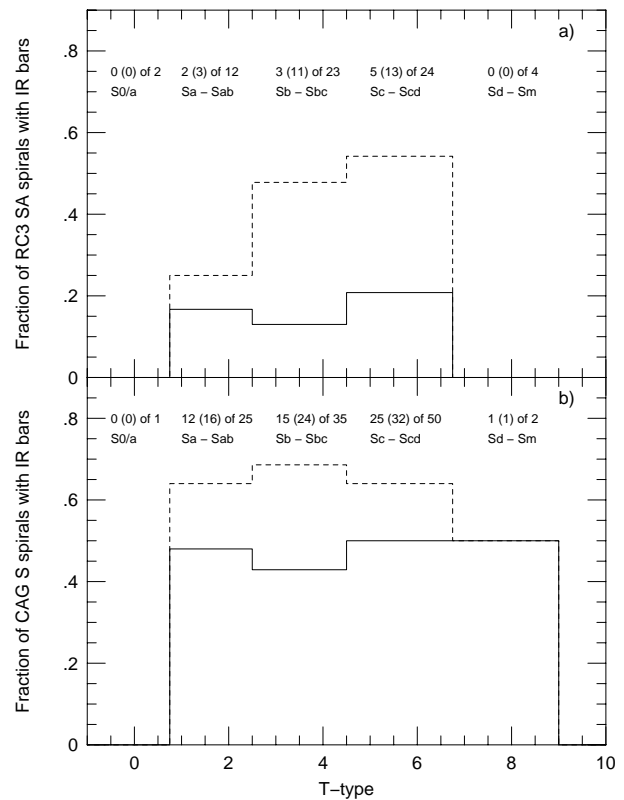 a)
0 (0) of 2 2 (3) of 12 3 (11) of 23 5 (13) of 24 0 (0) of 4
S0/a Sa – Sab Sb – Sbc Sc – Scd Sd – Sm
Fraction of RC3 SA spirals with IR bars
.8
.6
.4
.2
0
b)
0 (0) of 1 12 (16) of 25 15 (24) of 35 25 (32) of 50 1 (1) of 2
S0/a Sa – Sab Sb – Sbc Sc – Scd Sd – Sm
Fraction of CAG S spirals with IR bars
.8
.6
.4
.2
0
0 2 4 6 8 10
T–type